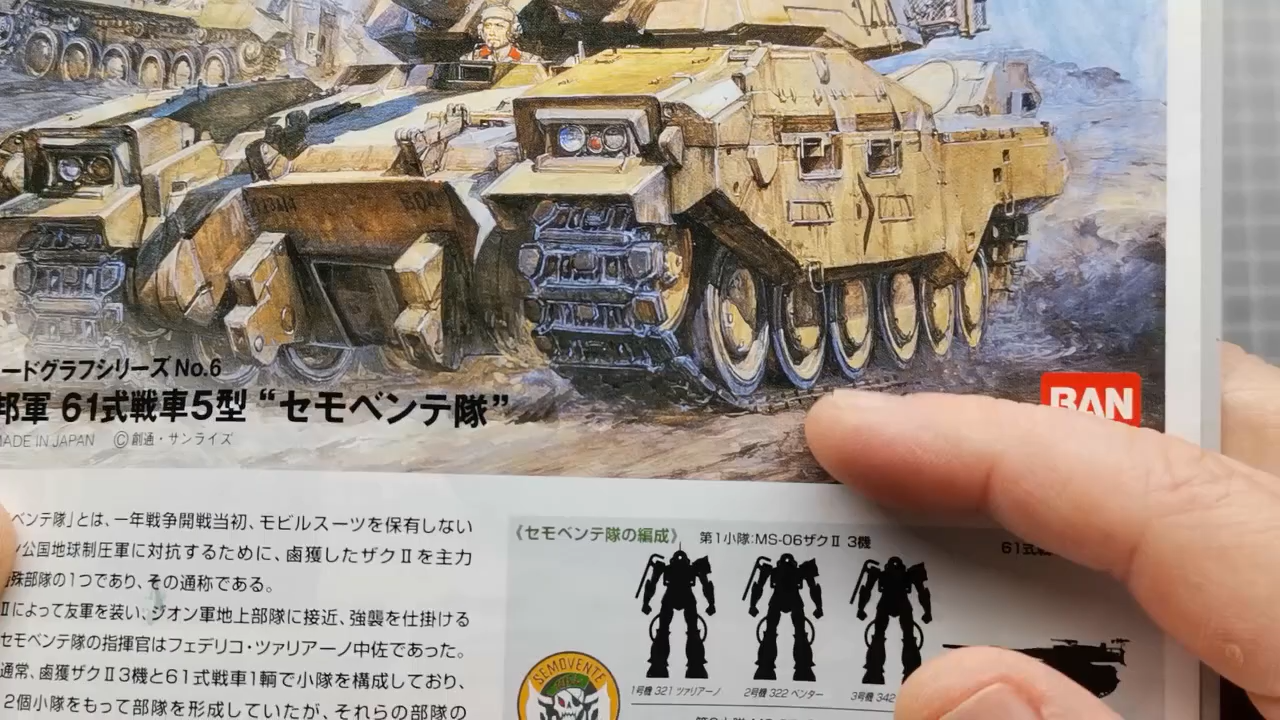 ードグラフシリーズ No.6
邦軍 61式戦車5型 “セモベンテ隊”
MADE IN JAPAN Ⓒ創通・サンライズ
BAN
ベンテ隊」とは、一年戦争開戦当初、モビルスーツを保有しない
ン公国地球制圧軍に対抗するために、鹵獲したザクⅡを主力
殊部隊の1つであり、その通称である。
Ⅱによって友軍を装い、ジオン軍地上部隊に接近、強襲を仕掛ける
セモベンテ隊の指揮官はフェデリコ・ツァリアーノ中佐であった。
通常、鹵獲ザクⅡ3機と61式戦車1輌で小隊を構成しており、
2個小隊をもって部隊を形成していたが、それらの部隊の
《セモベンテ隊の編成》
第1小隊:MS-06ザクⅡ 3機
61式戦
1号機 321 ツァリアーノ
2号機 322 ベンター
3号機 342
SEMOVENTE